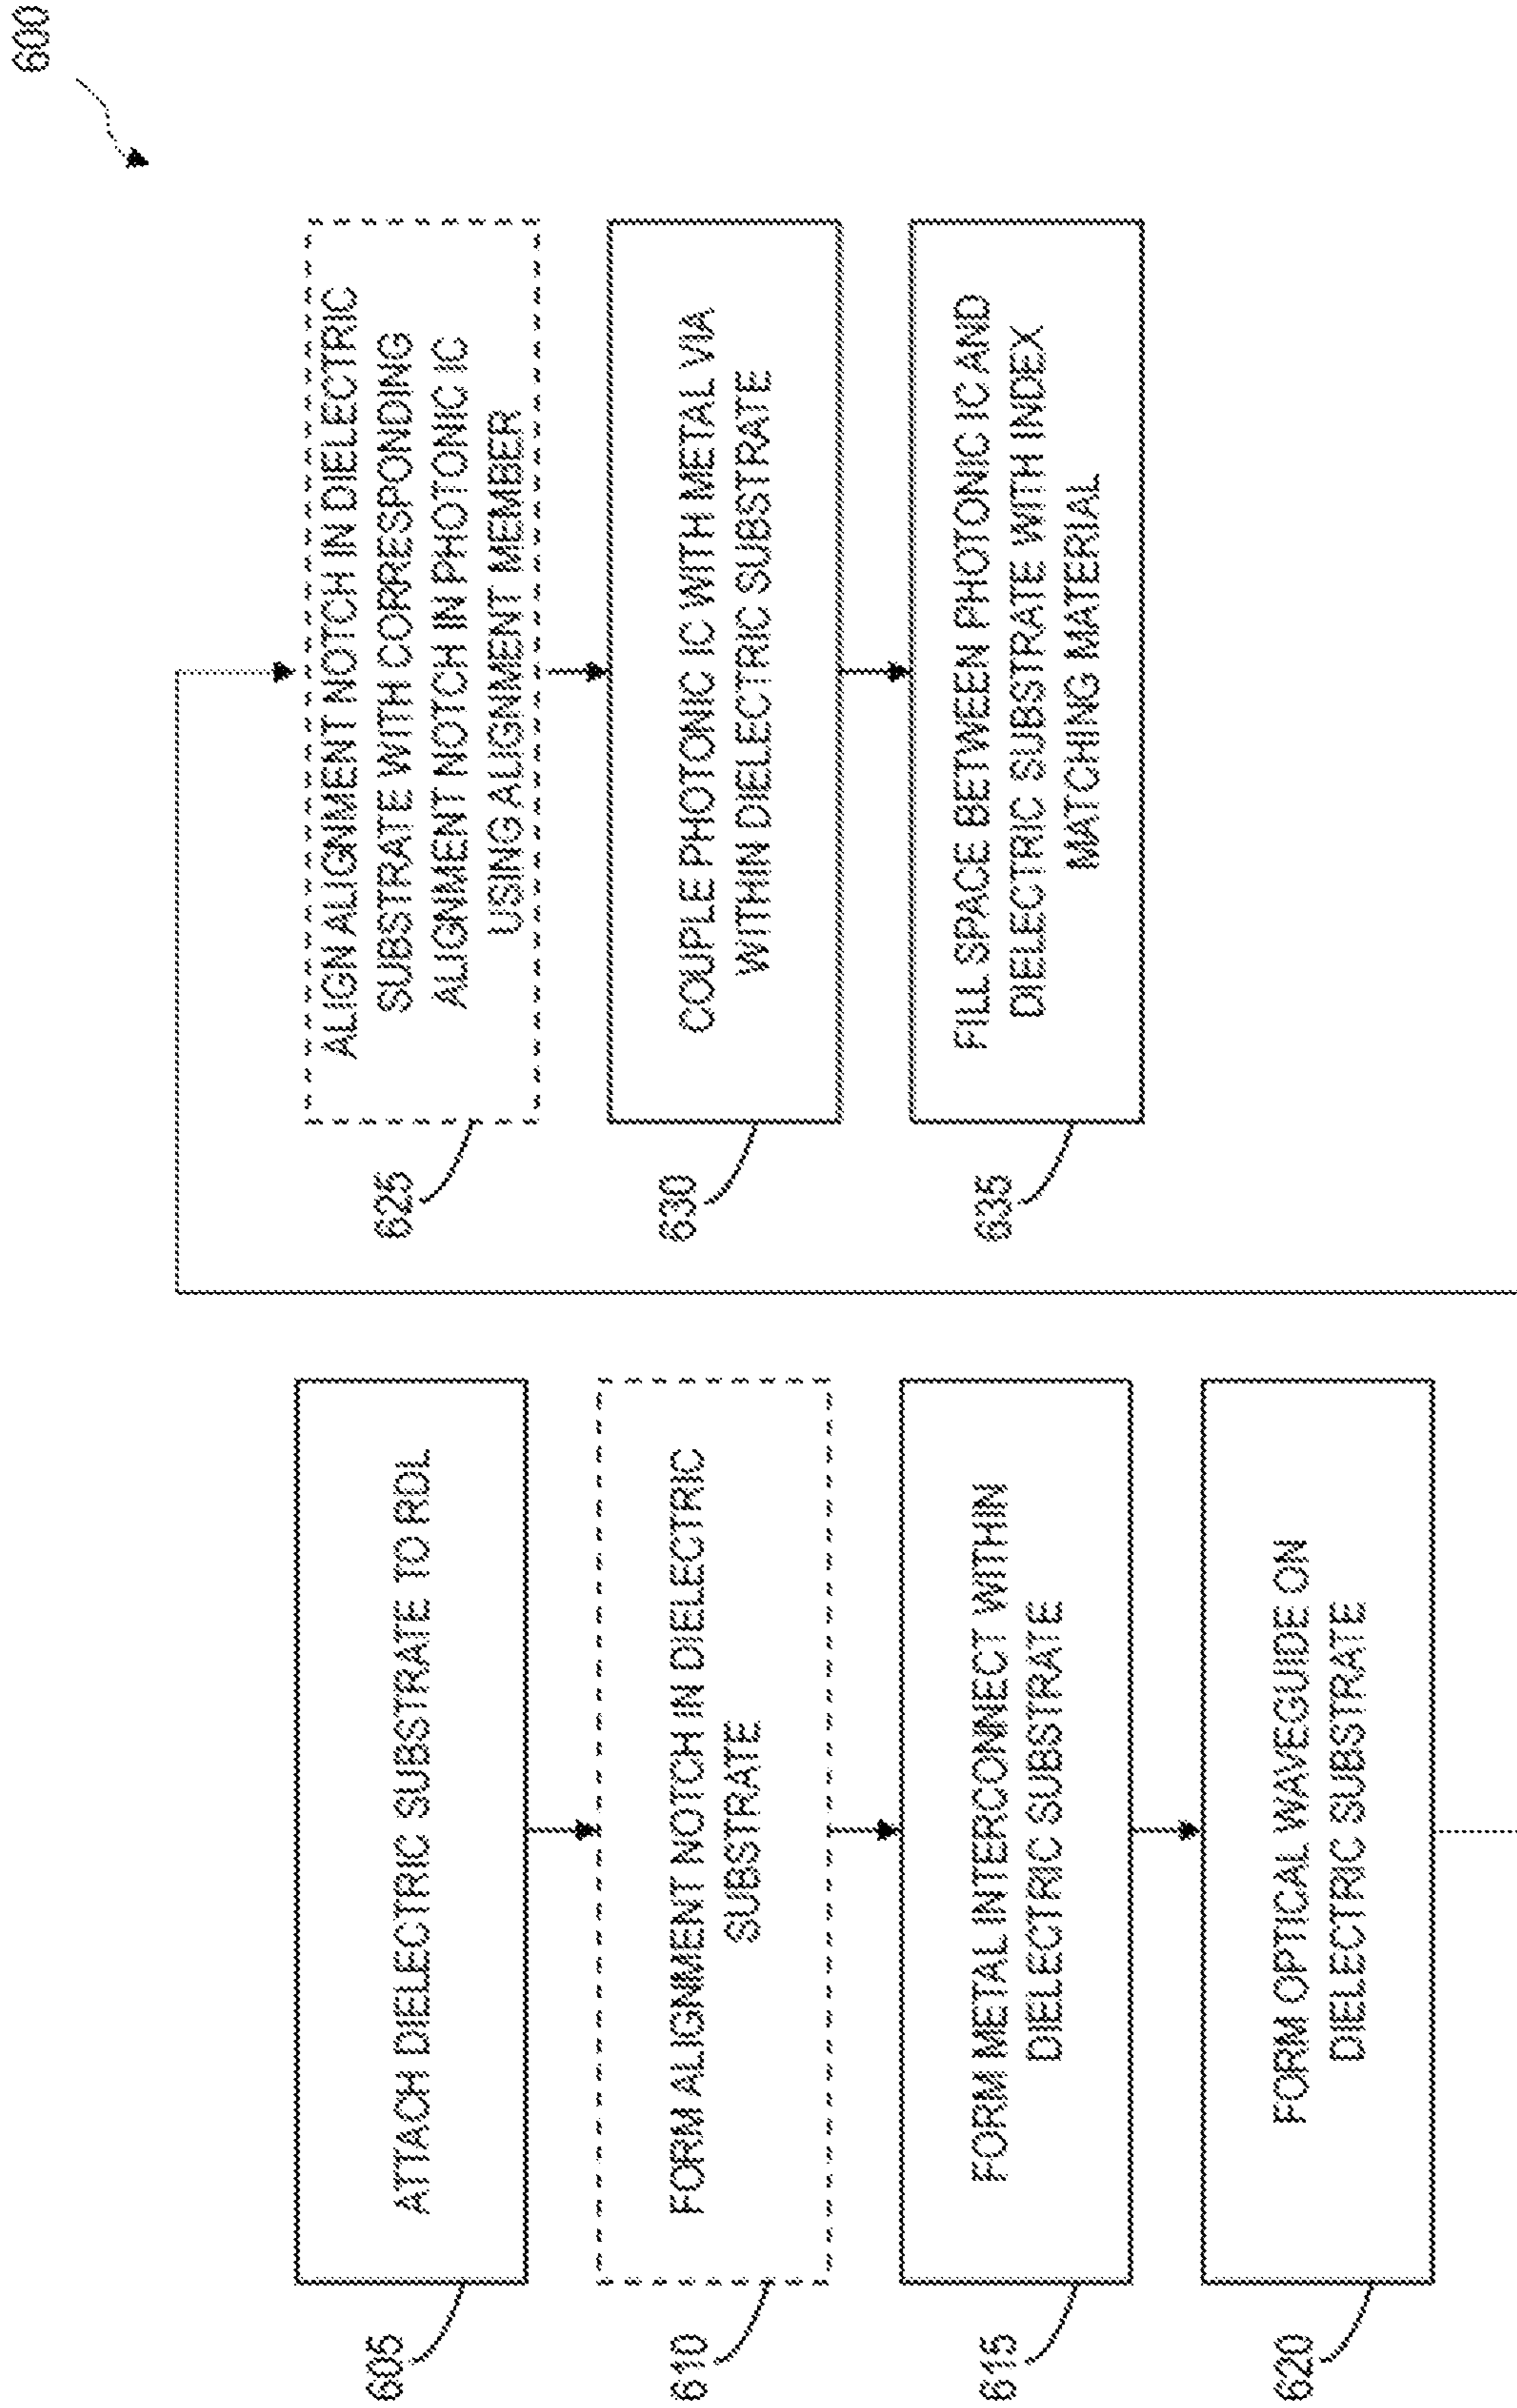 600
605
ATTACH DIELECTRIC SUBSTRATE TO RDL
610
FORM ALIGNMENT NOTCH IN DIELECTRIC
SUBSTRATE
615
FORM METAL INTERCONNECT WITHIN
DIELECTRIC SUBSTRATE
620
FORM OPTICAL WAVEGUIDE ON
DIELECTRIC SUBSTRATE
625
ALIGN ALIGNMENT NOTCH IN DIELECTRIC
SUBSTRATE WITH CORRESPONDING
ALIGNMENT NOTCH IN PHOTONIC IC
USING ALIGNMENT MEMBER
630
COUPLE PHOTONIC IC WITH METAL VIA
WITHIN DIELECTRIC SUBSTRATE
635
FILL SPACE BETWEEN PHOTONIC IC AND
DIELECTRIC SUBSTRATE WITH INDEX
MATCHING MATERIAL